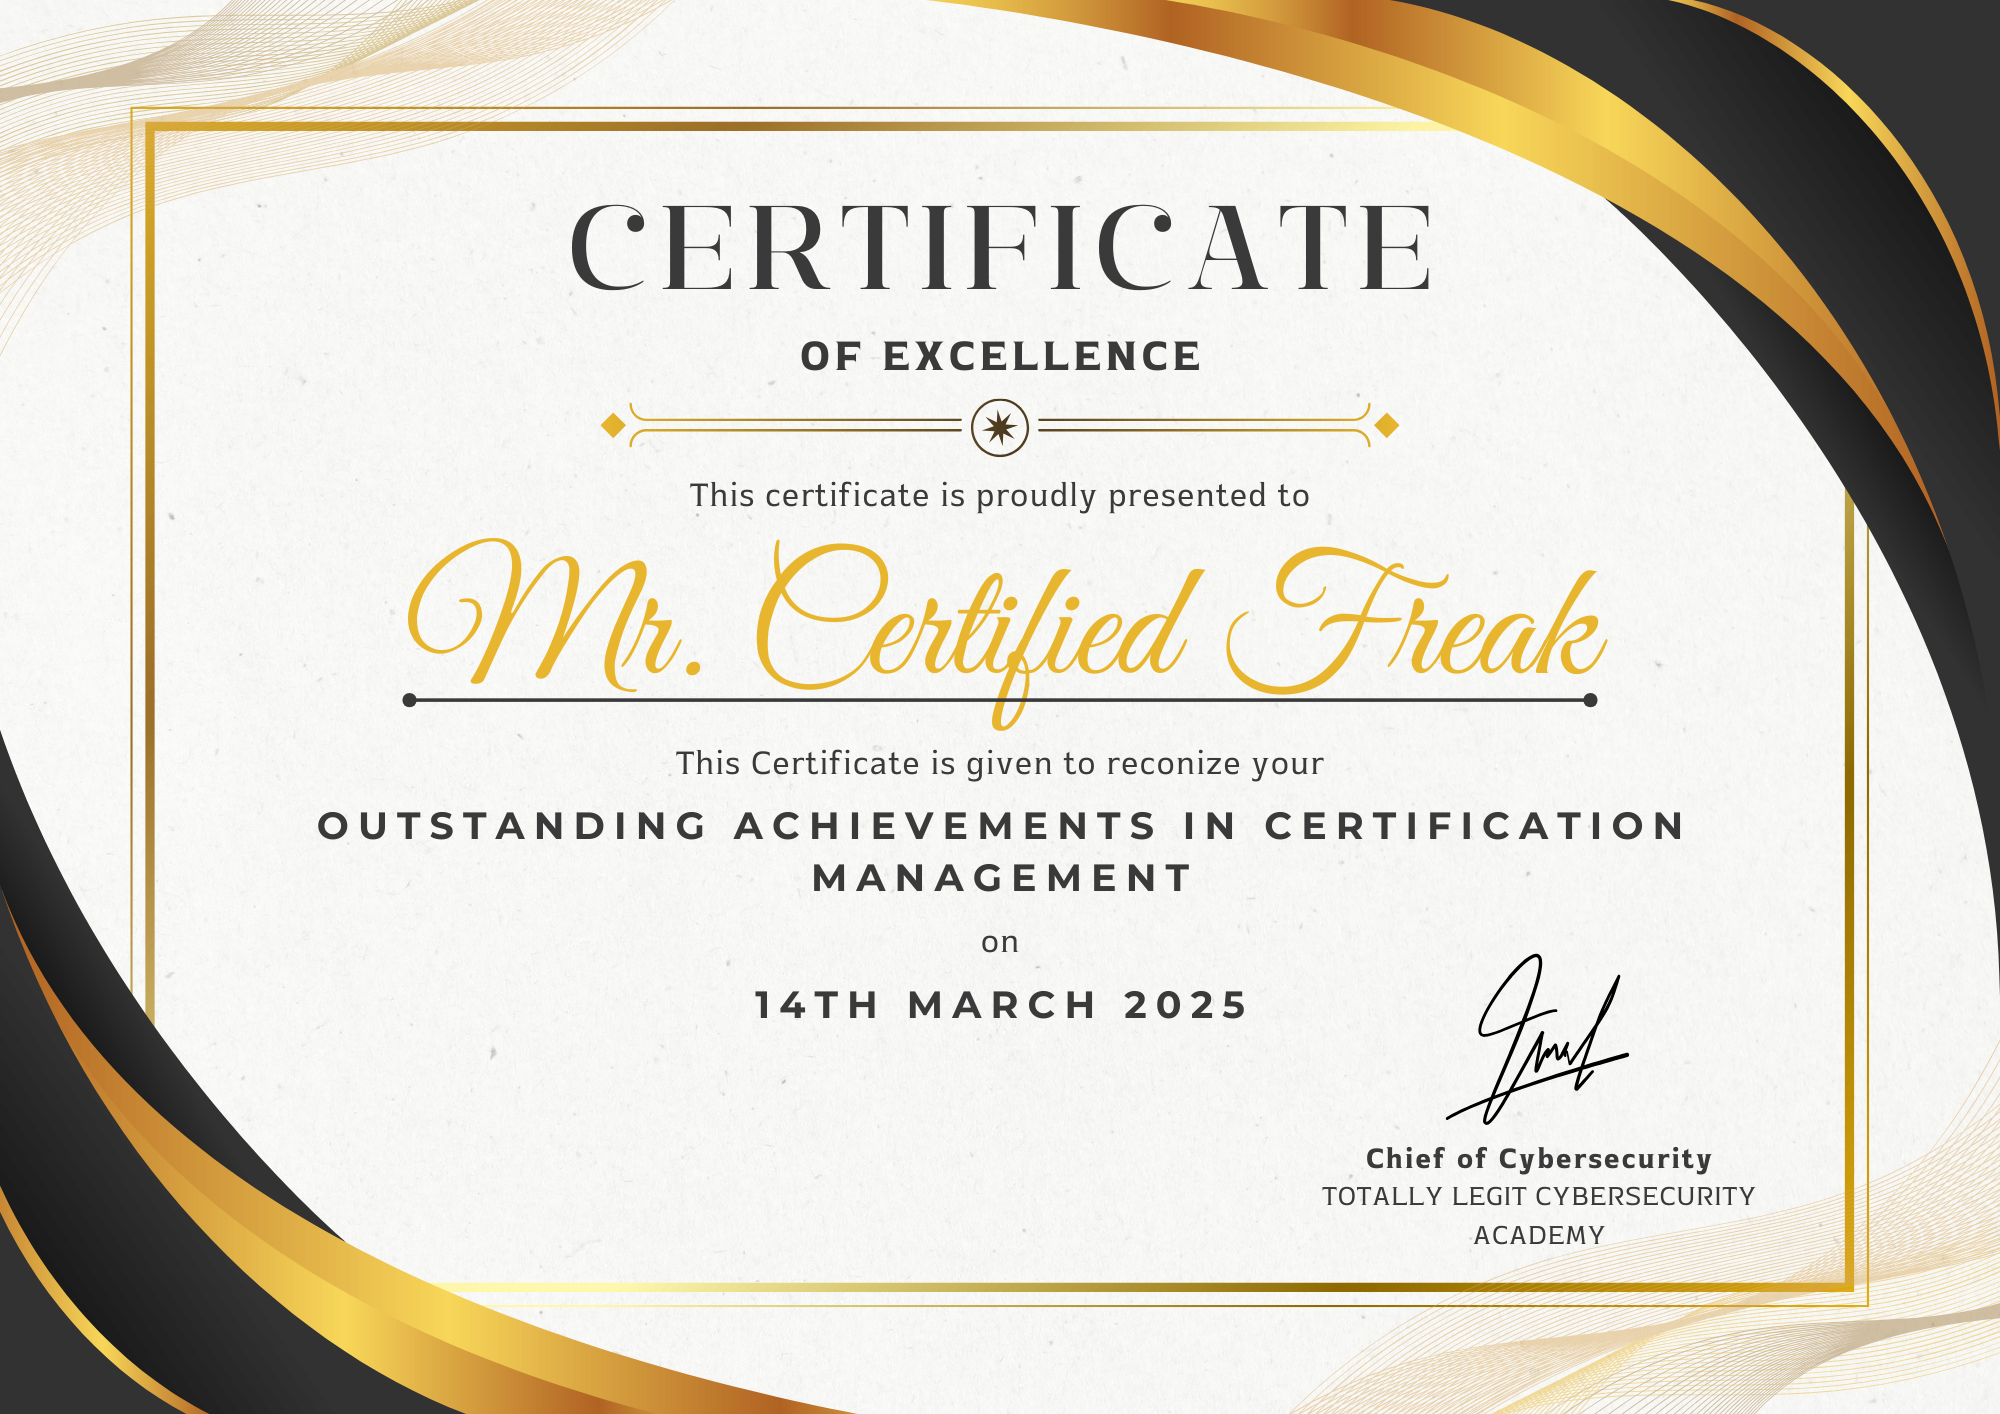 CERTIFICATE
OF EXCELLENCE
This certificate is proudly presented to
Mr. Certified Freak
This Certificate is given to reconize your
OUTSTANDING ACHIEVEMENTS IN CERTIFICATION
MANAGEMENT
on
14TH MARCH 2025
Chief of Cybersecurity
TOTALLY LEGIT CYBERSECURITY
ACADEMY